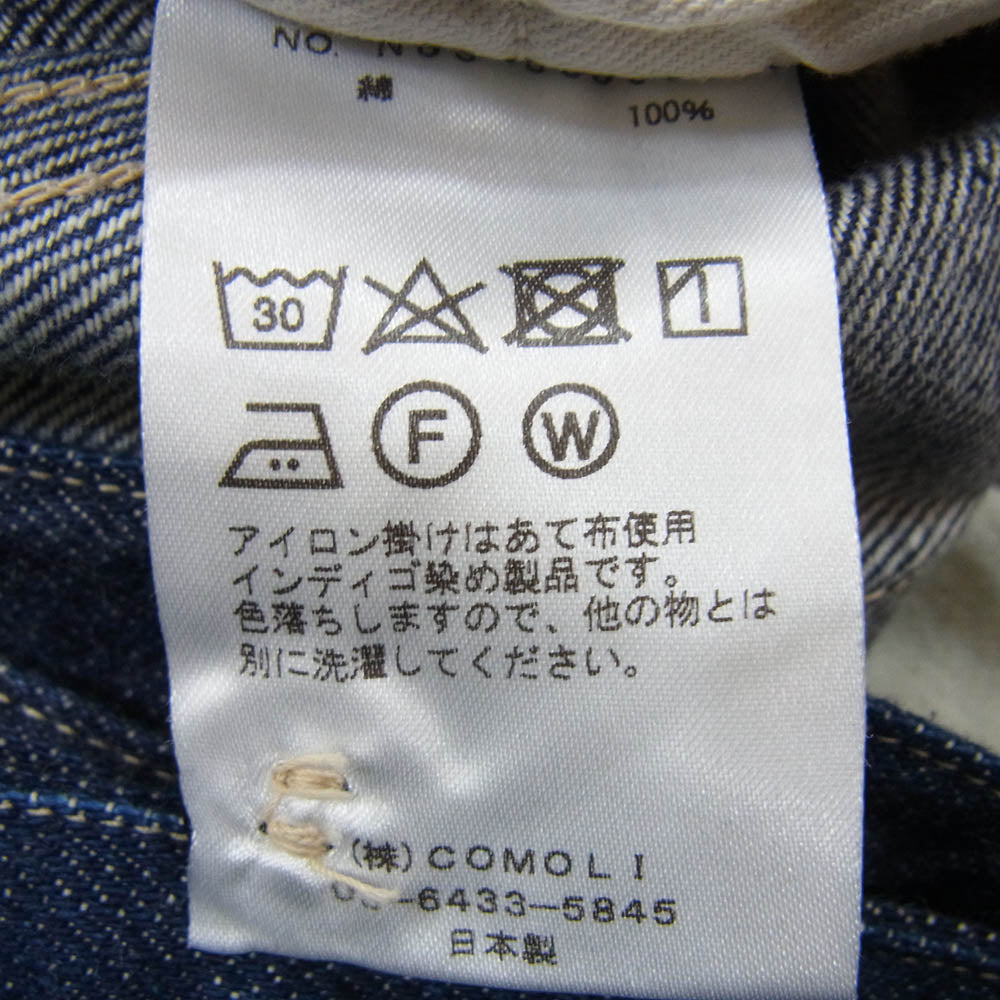 NO.
綿 100%
30
F W
アイロン掛けはあて布使用
インディゴ染め製品です。
色落ちしますので、他の物とは
別に洗濯してください。
(株)COMOLI
03-6433-5845
日本製